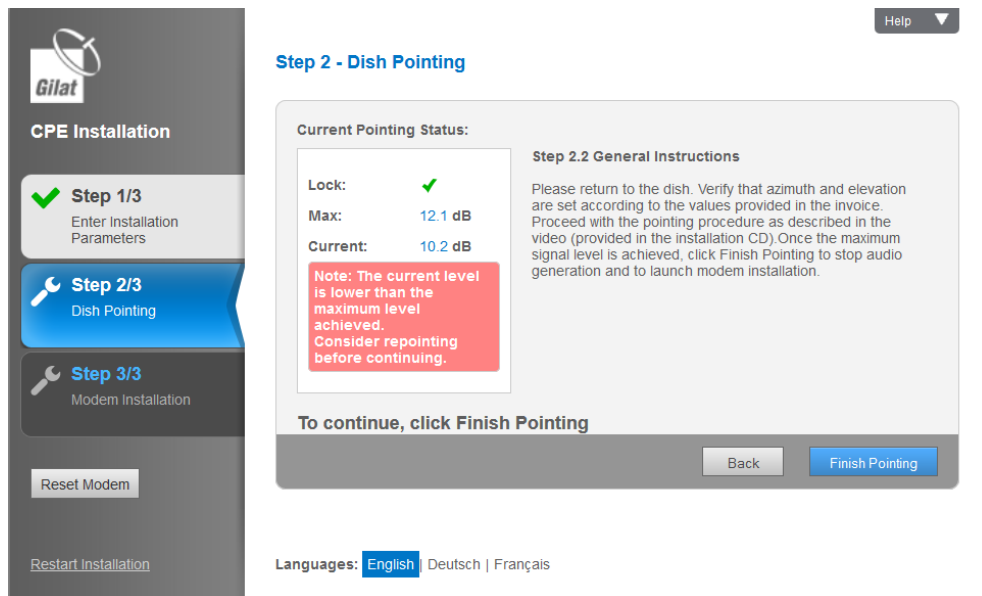 Help
Gilat
CPE Installation
Step 1/3
Enter Installation
Parameters
Step 2/3
Dish Pointing
Step 3/3
Modem Installation
Reset Modem
Restart Installation
Step 2 - Dish Pointing
Current Pointing Status:
Lock:
Max: 12.1 dB
Current: 10.2 dB
Note: The current level
is lower than the
maximum level
achieved.
Consider repointing
before continuing.
Step 2.2 General Instructions
Please return to the dish. Verify that azimuth and elevation
are set according to the values provided in the invoice.
Proceed with the pointing procedure as described in the
video (provided in the installation CD).Once the maximum
signal level is achieved, click Finish Pointing to stop audio
generation and to launch modem installation.
To continue, click Finish Pointing
Back
Finish Pointing
Languages: English | Deutsch | Français